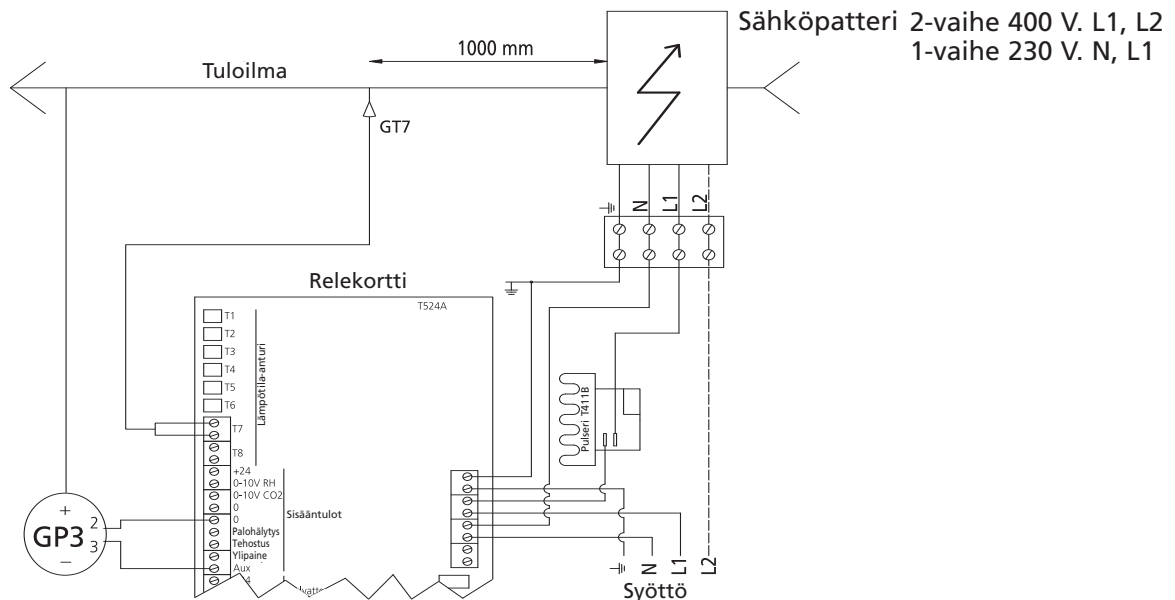 Sähköpatteri 2-vaihe 400 V. L1, L2
1-vaihe 230 V. N, L1
1000 mm
Tuloilma
GT7
N
L1
L2
Relekortti
T524A
T1
T2
T3
T4
T5
T6
T7
T8
Lämpötila-anturi
Pulseri T411B
+24
0-10V RH
0-10V CO2
0
0
Palohälytys
Tehostus
Ylipaine
Aux
Sisääntulot
+
GP3
2
3
−
N
L1
L2
Syöttö